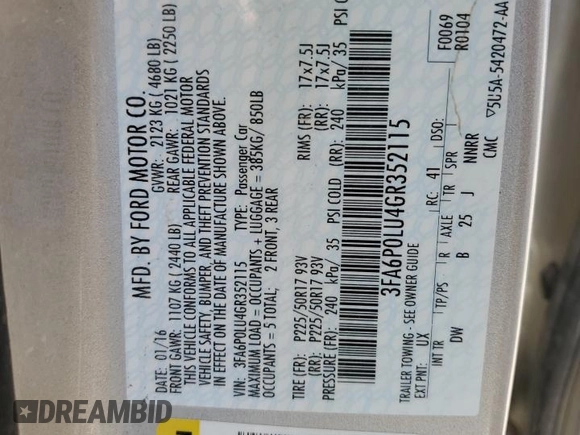 MFD. BY FORD MOTOR CO.
DATE: 01/16 GVWR: 2123 KG ( 4680 LB)
FRONT GAWR: 1107 KG ( 2440 LB) REAR GAWR: 1021 KG ( 2250 LB)
THIS VEHICLE CONFORMS TO ALL APPLICABLE FEDERAL MOTOR
VEHICLE SAFETY, BUMPER, AND THEFT PREVENTION STANDARDS
IN EFFECT ON THE DATE OF MANUFACTURE SHOWN ABOVE.
VIN: 3FA6P0LU4GR352115 TYPE: Passenger Car
MAXIMUM LOAD = OCCUPANTS + LUGGAGE = 385KG/ 850LB
OCCUPANTS = 5 TOTAL; 2 FRONT, 3 REAR
TIRE (FR): P225/50R17 93V RIMS (FR): 17x7.5J
(RR): P225/50R17 93V (RR): 17x7.5J
PRESSURE (FR): 240 kPa/ 35 PSI COLD (RR): 240 kPa/ 35 PSI
3FA6P0LU4GR352115
F0069
R0104
TRAILER TOWING - SEE OWNER GUIDE
EXT PNT: UX RC: 41 DSO:
INT TR TP/PS R AXLE TR SPR
DW B 25 J NNRR
CMC ▽5U5A-5420472-AA
DREAMBID